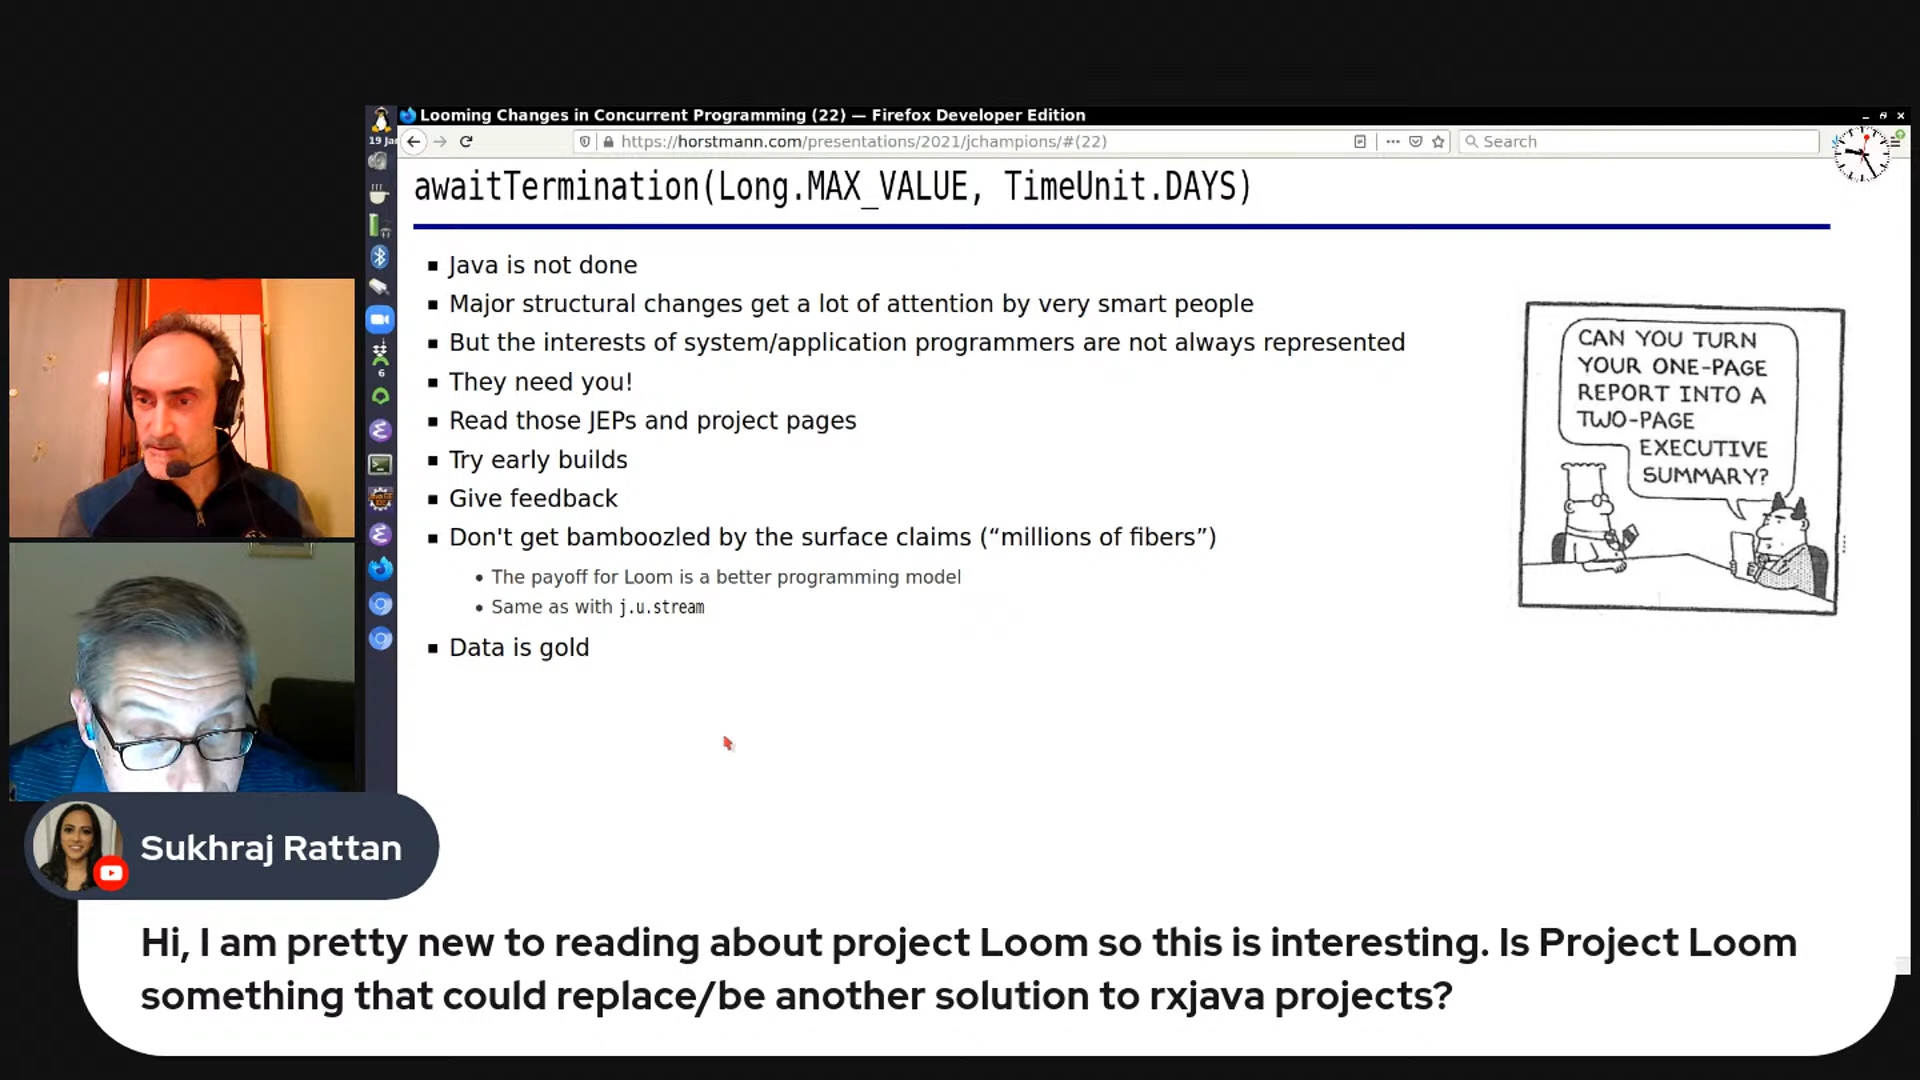 Looming Changes in Concurrent Programming (22) — Firefox Developer Edition
19 Jan
https://horstmann.com/presentations/2021/jchampions/#(22)
Search
awaitTermination(Long.MAX_VALUE, TimeUnit.DAYS)
Java is not done
Major structural changes get a lot of attention by very smart people
But the interests of system/application programmers are not always represented
They need you!
Read those JEPs and project pages
Try early builds
Give feedback
Don't get bamboozled by the surface claims (“millions of fibers”)
The payoff for Loom is a better programming model
Same as with j.u.stream
Data is gold
CAN YOU TURN
YOUR ONE-PAGE
REPORT INTO A
TWO-PAGE
EXECUTIVE
SUMMARY?
6
Sukhraj Rattan
Hi, I am pretty new to reading about project Loom so this is interesting. Is Project Loom
something that could replace/be another solution to rxjava projects?